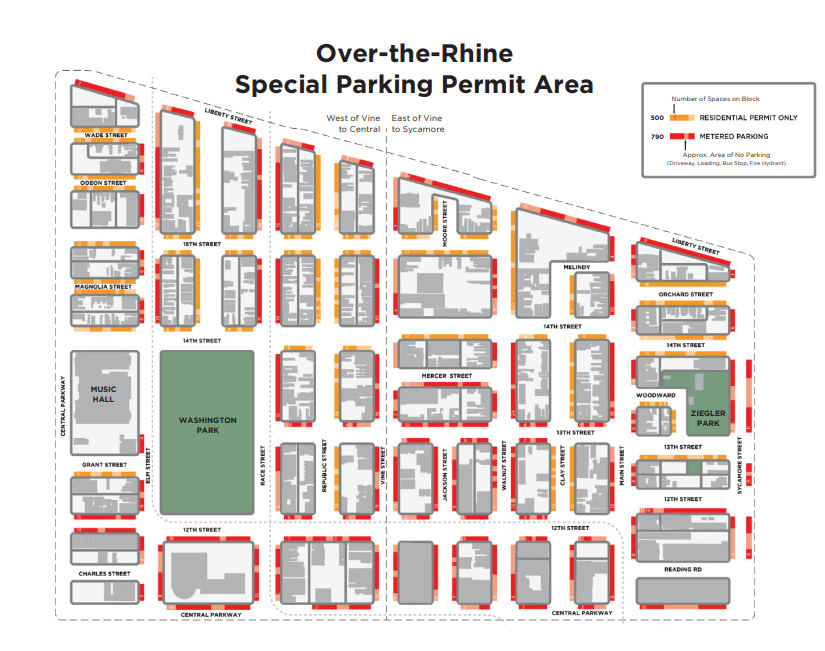 Over-the-Rhine
Special Parking Permit Area
West of Vine
to Central
East of Vine
to Sycamore
Number of Spaces on Block
500
RESIDENTIAL PERMIT ONLY
790
METERED PARKING
Approx. Area of No Parking
(Driveway, Loading, Bus Stop, Fire Hydrant)
LIBERTY STREET
WADE STREET
ODEON STREET
15TH STREET
MOORE STREET
LIBERTY STREET
MELINDY
MAGNOLIA STREET
ORCHARD STREET
14TH STREET
14TH STREET
14TH STREET
MERCER STREET
MUSIC
HALL
WASHINGTON
PARK
WOODWARD
ZIEGLER
PARK
CENTRAL PARKWAY
13TH STREET
13TH STREET
GRANT STREET
ELM STREET
RACE STREET
REPUBLIC STREET
VINE STREET
JACKSON STREET
WALNUT STREET
CLAY STREET
MAIN STREET
SYCAMORE STREET
12TH STREET
12TH STREET
12TH STREET
CHARLES STREET
READING RD
CENTRAL PARKWAY
CENTRAL PARKWAY